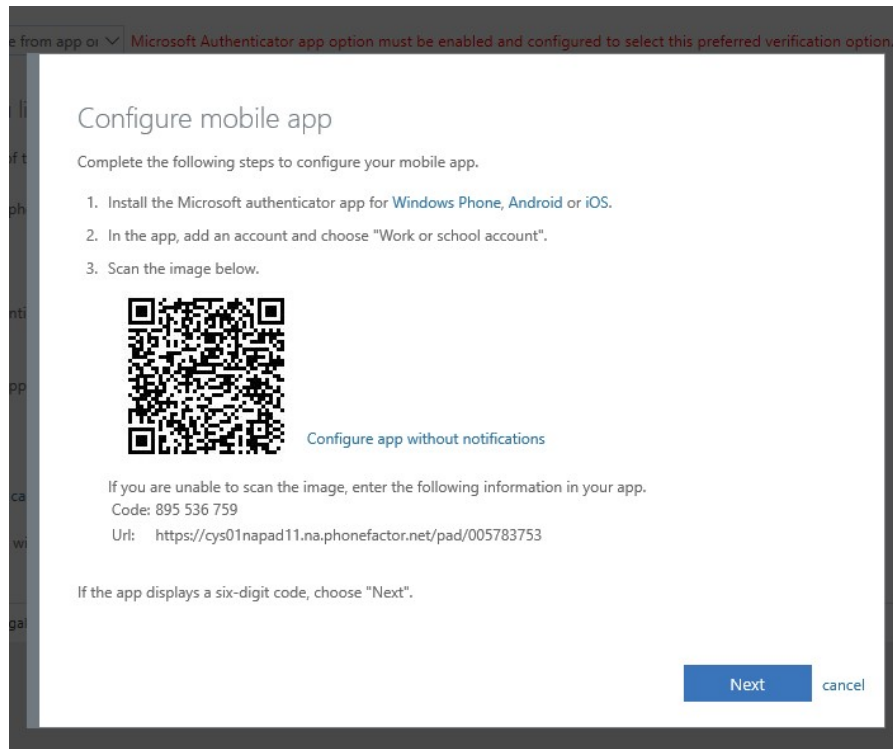 e from app or Microsoft Authenticator app option must be enabled and configured to select this preferred verification option.
Configure mobile app
Complete the following steps to configure your mobile app.
1. Install the Microsoft authenticator app for Windows Phone, Android or iOS.
2. In the app, add an account and choose "Work or school account".
3. Scan the image below.
Configure app without notifications
If you are unable to scan the image, enter the following information in your app.
Code: 895 536 759
Url: https://cys01napad11.na.phonefactor.net/pad/005783753
If the app displays a six-digit code, choose "Next".
Next cancel